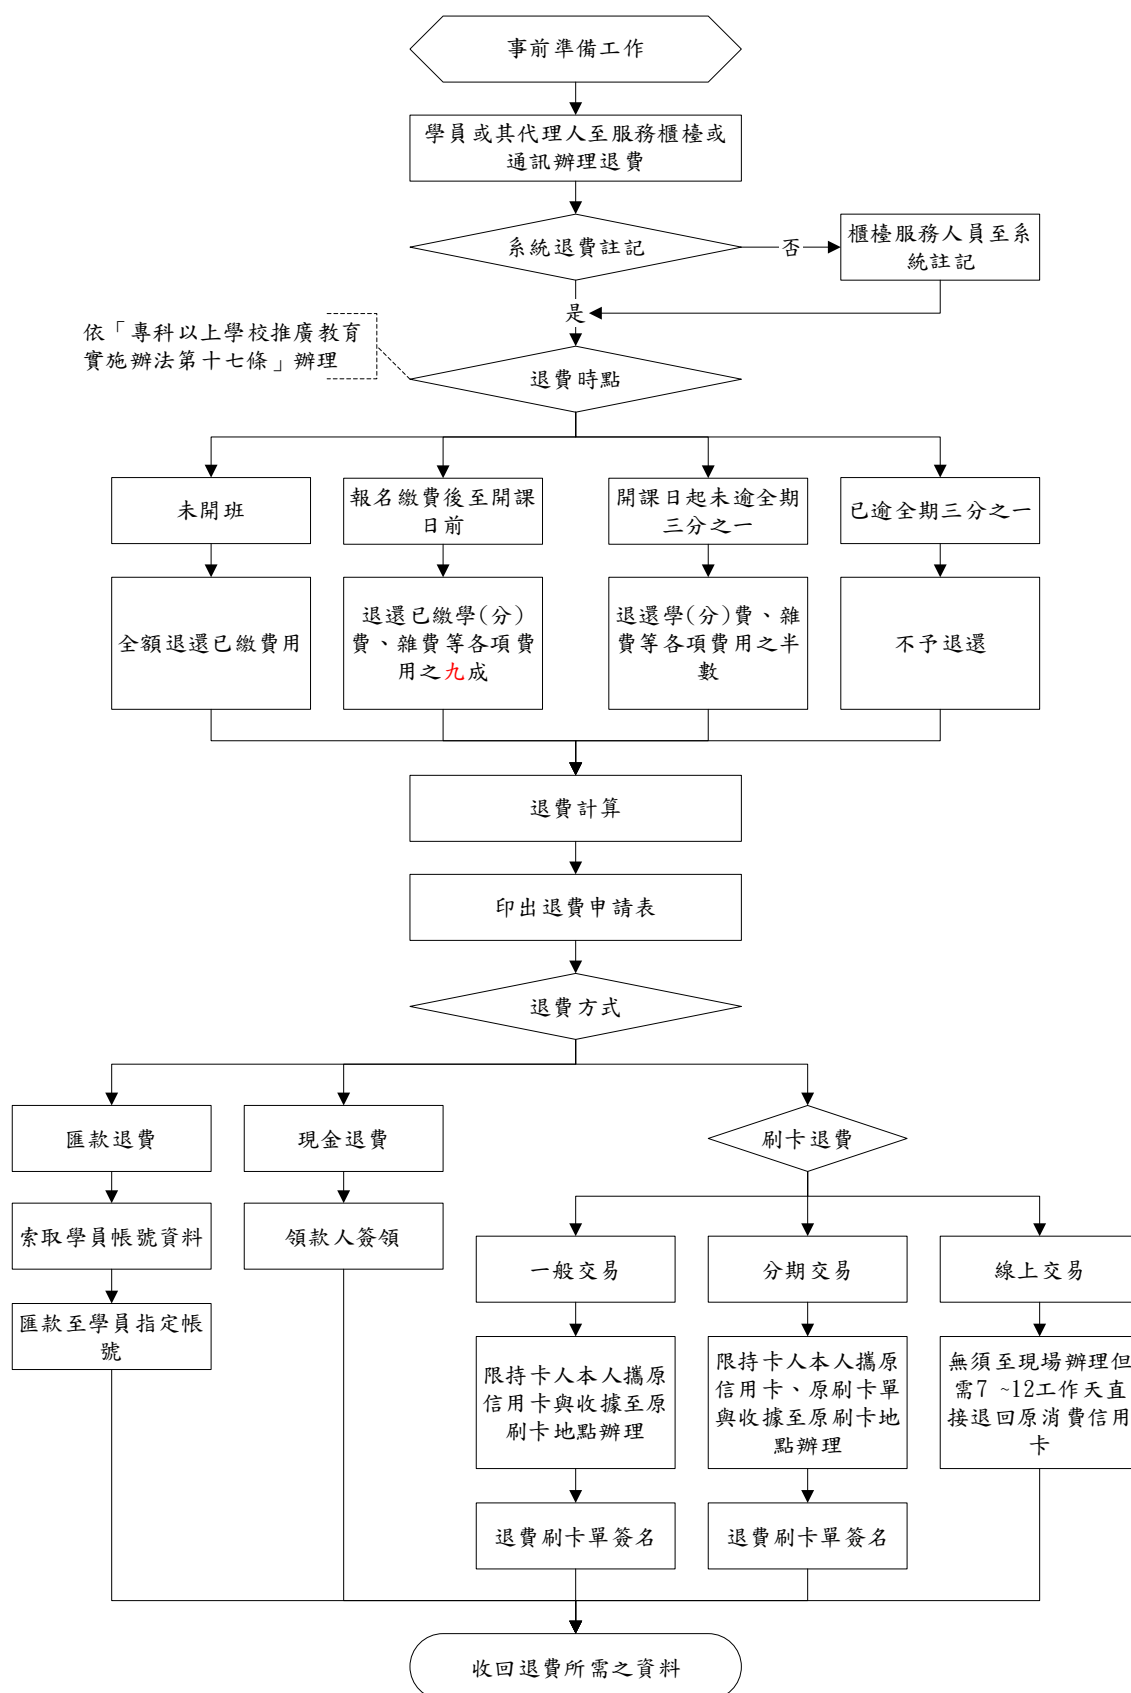 事前準備工作
學員或其代理人至服務櫃檯或
通訊辦理退費
系統退費註記
否
櫃檯服務人員至系
統註記
是
依「專科以上學校推廣教育
實施辦法第十七條」辦理
退費時點
未開班
報名繳費後至開課
日前
開課日起未逾全期
三分之一
已逾全期三分之一
全額退還已繳費用
退還已繳學(分)
費、雜費等各項費
用之九成
退還學(分)費、雜
費等各項費用之半
數
不予退還
退費計算
印出退費申請表
退費方式
匯款退費
現金退費
刷卡退費
索取學員帳號資料
領款人簽領
一般交易
分期交易
線上交易
匯款至學員指定帳
號
限持卡人本人攜原
信用卡與收據至原
刷卡地點辦理
限持卡人本人攜原
信用卡、原刷卡單
與收據至原刷卡地
點辦理
無須至現場辦理但
需7 ~12工作天直
接退回原消費信用
卡
退費刷卡單簽名
退費刷卡單簽名
收回退費所需之資料